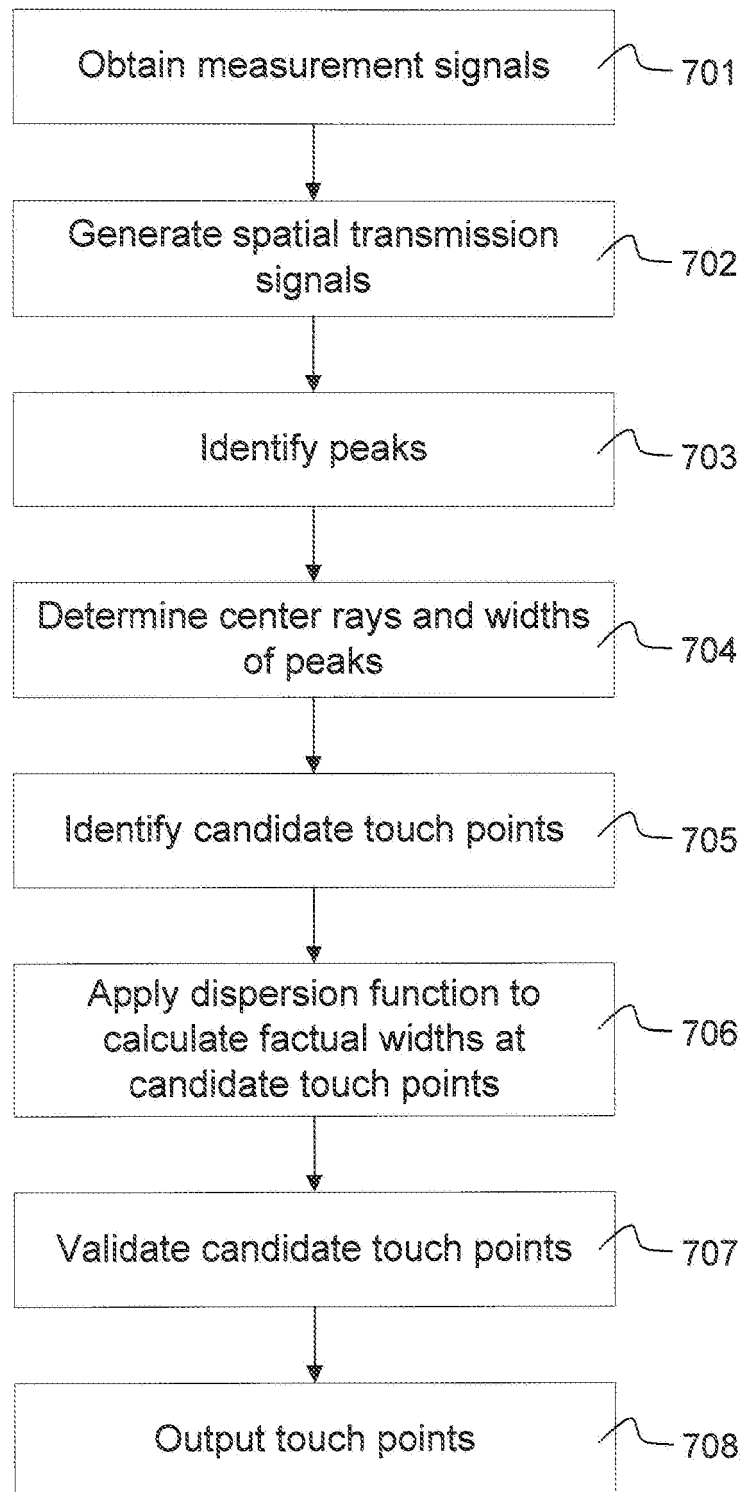 Obtain measurement signals
701
Generate spatial transmission
signals
702
Identify peaks
703
Determine center rays and widths
of peaks
704
Identify candidate touch points
705
Apply dispersion function to
calculate factual widths at
candidate touch points
706
Validate candidate touch points
707
Output touch points
708